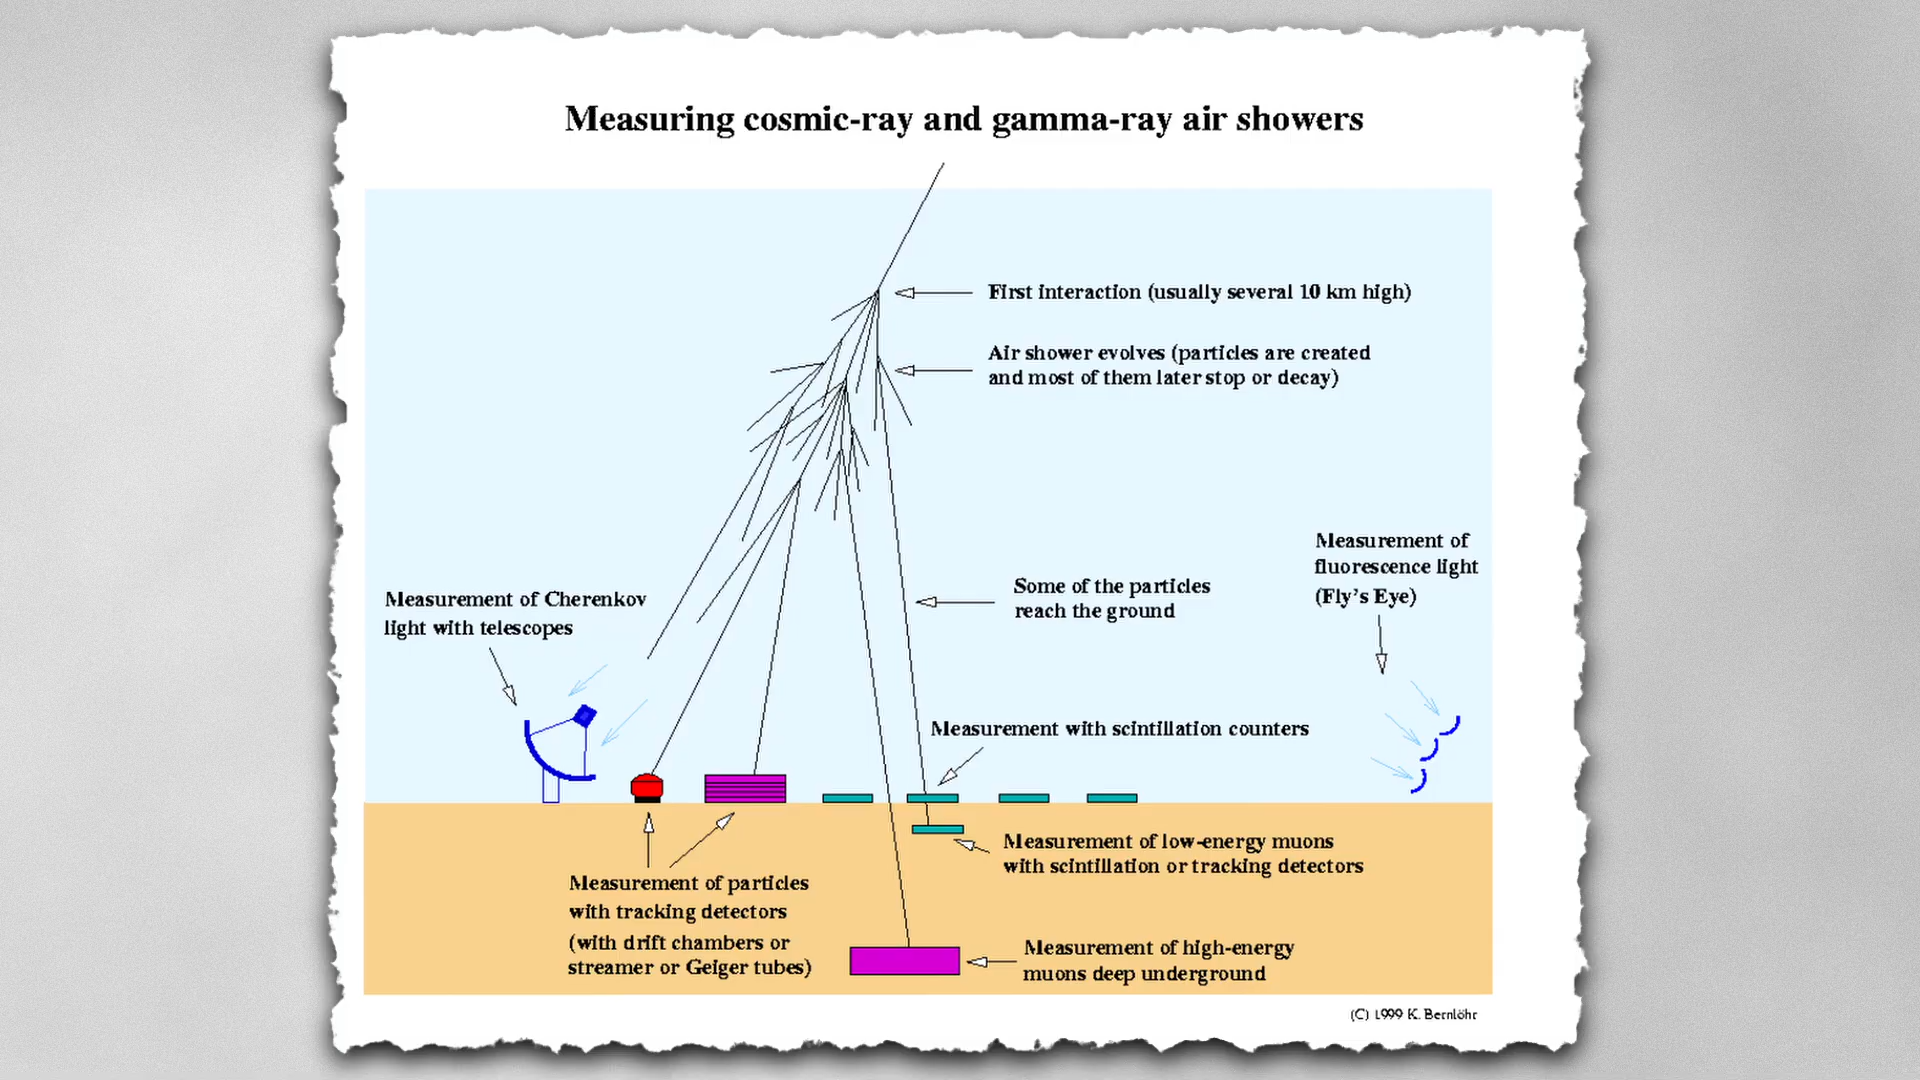 Measuring cosmic-ray and gamma-ray air showers
First interaction (usually several 10 km high)
Air shower evolves (particles are created
and most of them later stop or decay)
Measurement of
fluorescence light
(Fly's Eye)
Some of the particles
reach the ground
Measurement of Cherenkov
light with telescopes
Measurement with scintillation counters
Measurement of low-energy muons
with scintillation or tracking detectors
Measurement of particles
with tracking detectors
(with drift chambers or
streamer or Geiger tubes)
Measurement of high-energy
muons deep underground
(C) 1999 K. Bernlöhr